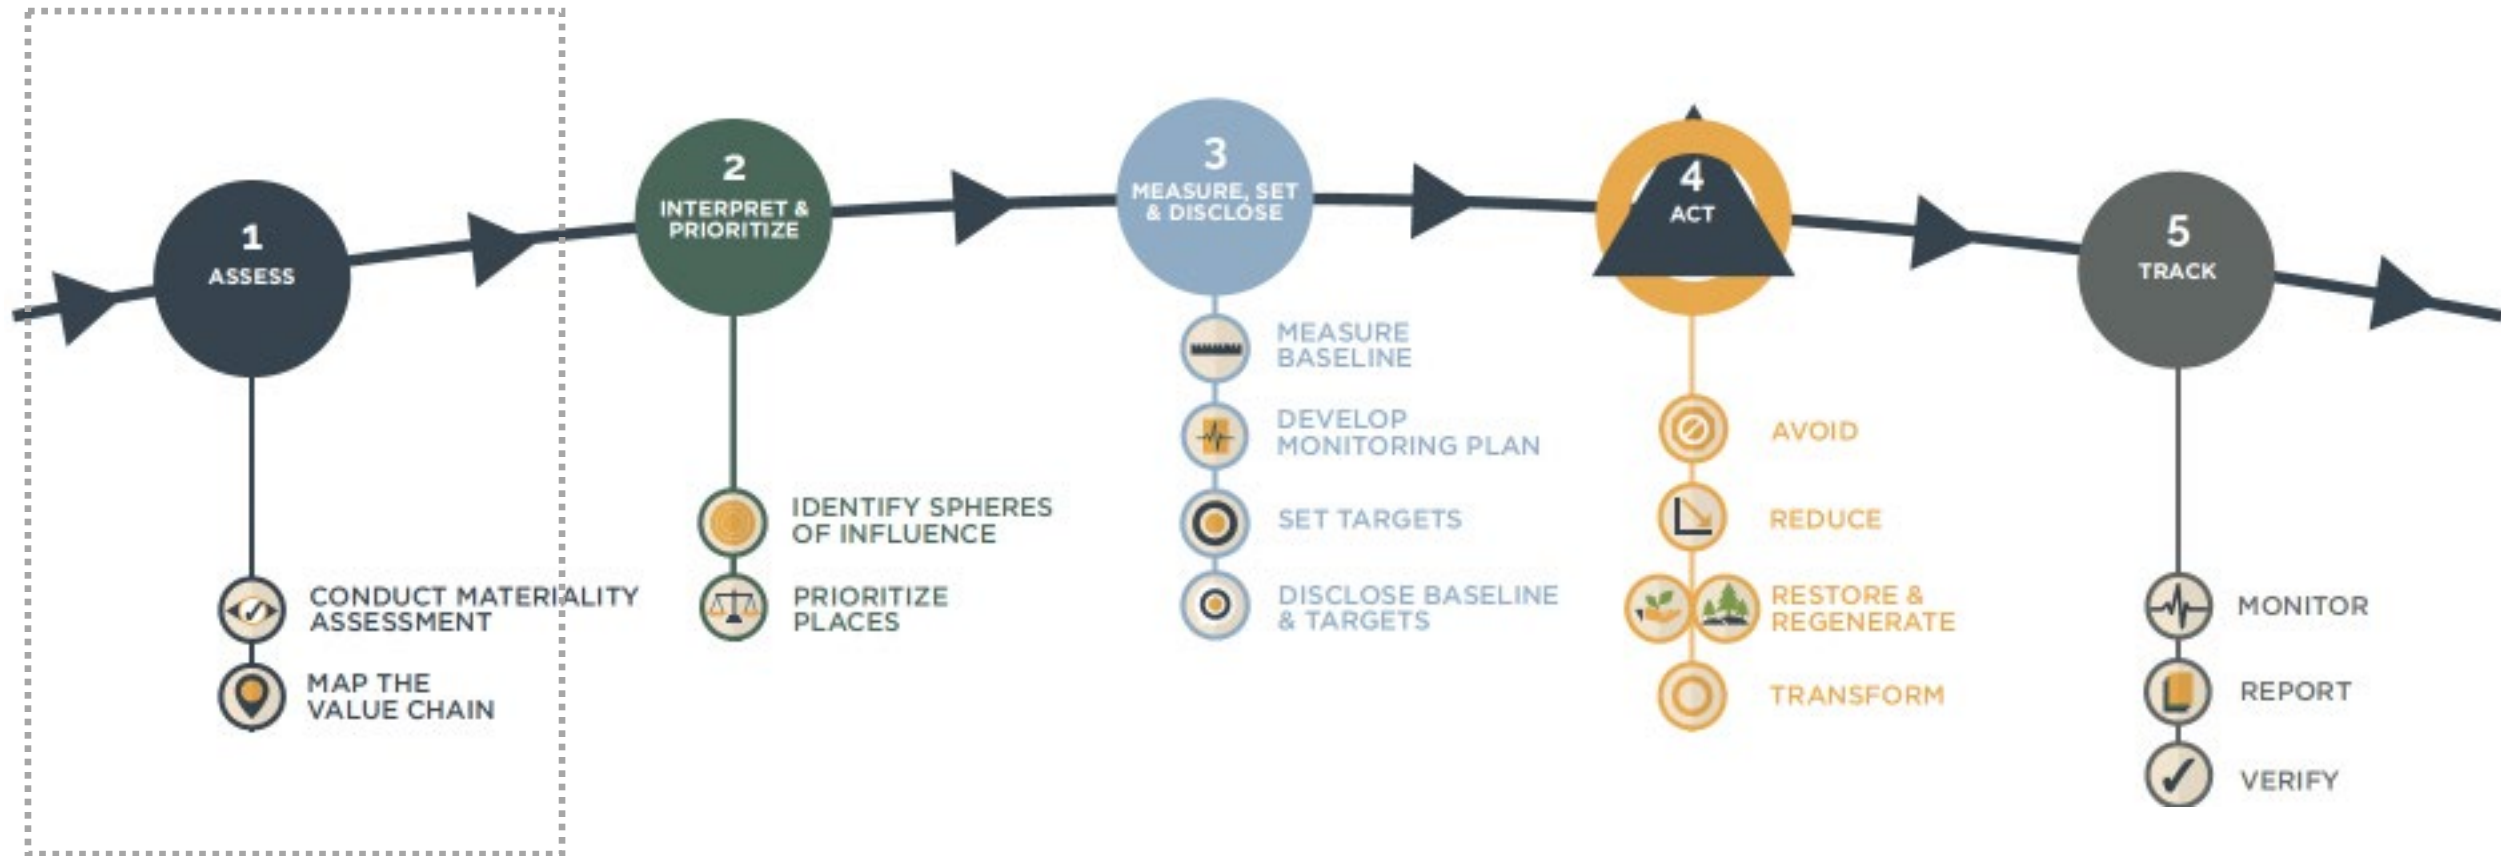 1
ASSESS
CONDUCT MATERIALITY
ASSESSMENT
MAP THE
VALUE CHAIN
2
INTERPRET &
PRIORITIZE
IDENTIFY SPHERES
OF INFLUENCE
PRIORITIZE
PLACES
3
MEASURE, SET
& DISCLOSE
MEASURE
BASELINE
DEVELOP
MONITORING PLAN
SET TARGETS
DISCLOSE BASELINE
& TARGETS
4
ACT
AVOID
REDUCE
RESTORE &
REGENERATE
TRANSFORM
5
TRACK
MONITOR
REPORT
VERIFY